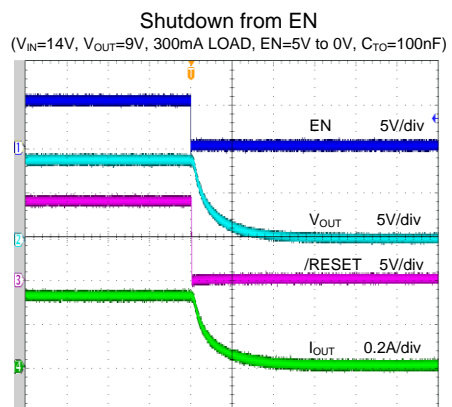 Shutdown from EN
(VIN=14V, VOUT=9V, 300mA LOAD, EN=5V to 0V, CTO=100nF)
U
EN 5V/div
1
VOUT 5V/div
2
/RESET 5V/div
3
IOUT 0.2A/div
4